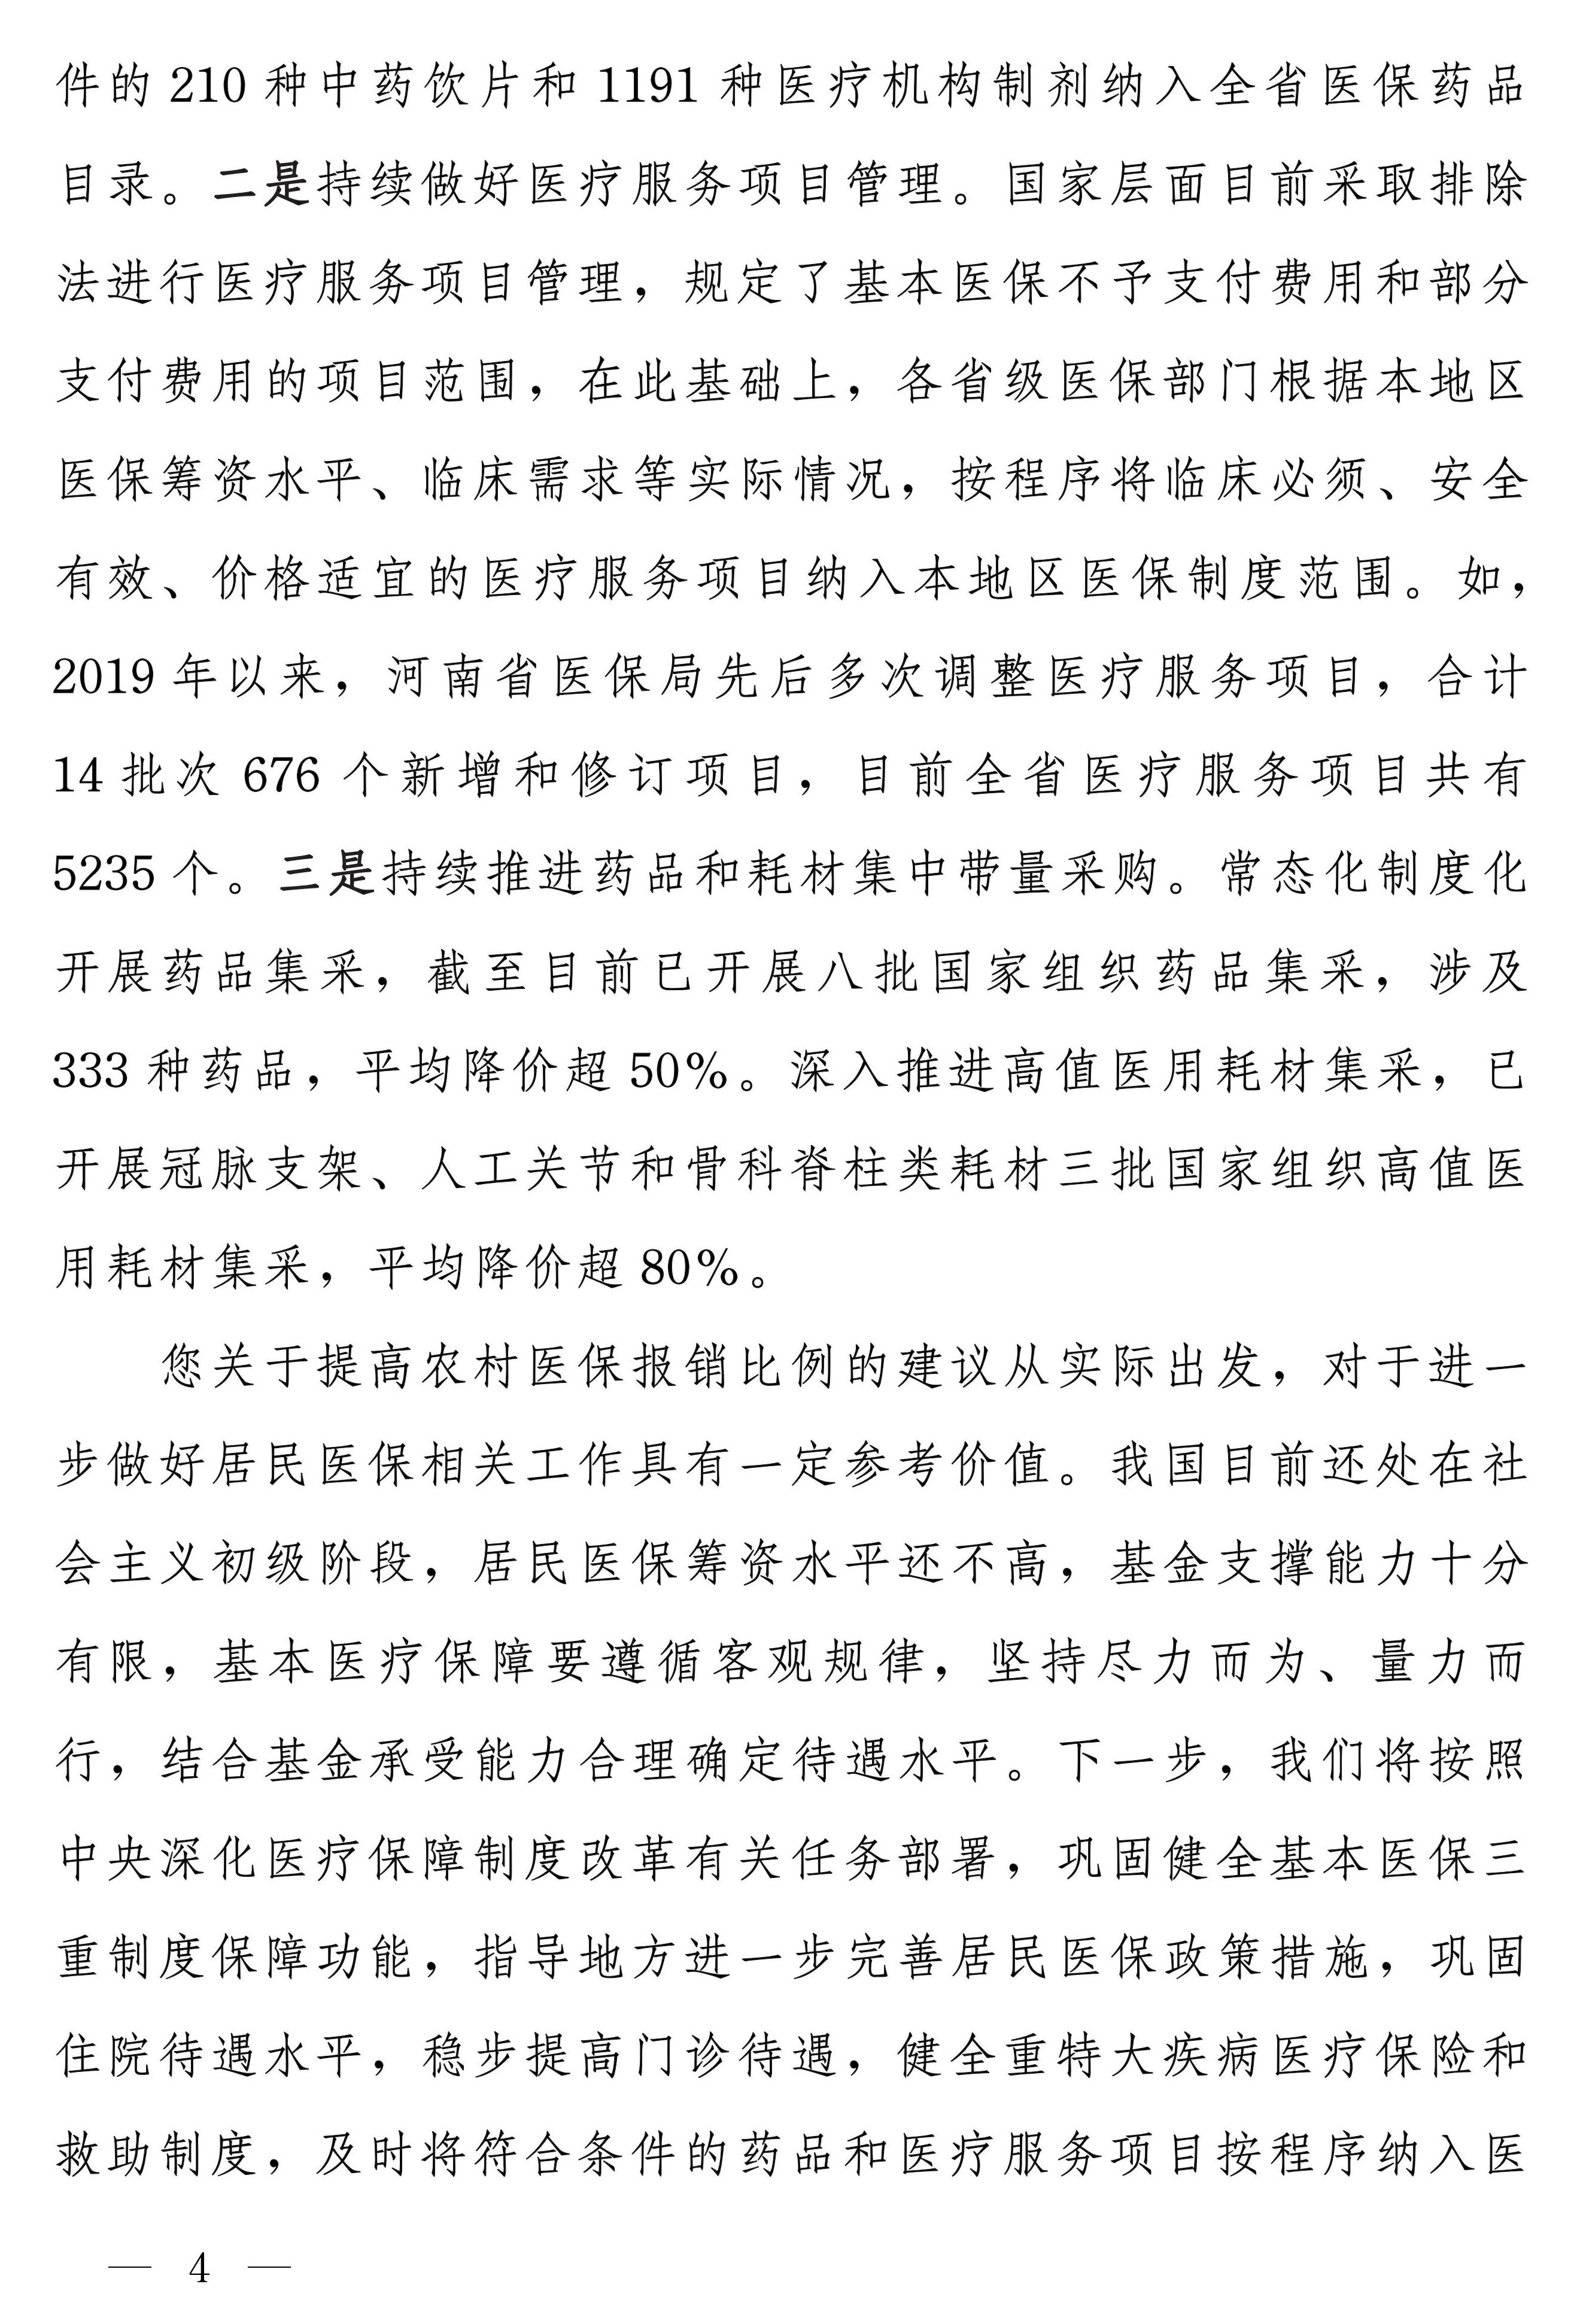 件的 210 种中药饮片和 1191 种医疗机构制剂纳入全省医保药品
目录。二是持续做好医疗服务项目管理。国家层面目前采取排除
法进行医疗服务项目管理，规定了基本医保不予支付费用和部分
支付费用的项目范围，在此基础上，各省级医保部门根据本地区
医保筹资水平、临床需求等实际情况，按程序将临床必须、安全
有效、价格适宜的医疗服务项目纳入本地区医保制度范围。如，
2019 年以来，河南省医保局先后多次调整医疗服务项目，合计
14 批次 676 个新增和修订项目，目前全省医疗服务项目共有
5235 个。三是持续推进药品和耗材集中带量采购。常态化制度化
开展药品集采，截至目前已开展八批国家组织药品集采，涉及
333 种药品，平均降价超 50%。深入推进高值医用耗材集采，已
开展冠脉支架、人工关节和骨科脊柱类耗材三批国家组织高值医
用耗材集采，平均降价超 80%。
您关于提高农村医保报销比例的建议从实际出发，对于进一
步做好居民医保相关工作具有一定参考价值。我国目前还处在社
会主义初级阶段，居民医保筹资水平还不高，基金支撑能力十分
有限，基本医疗保障要遵循客观规律，坚持尽力而为、量力而
行，结合基金承受能力合理确定待遇水平。下一步，我们将按照
中央深化医疗保障制度改革有关任务部署，巩固健全基本医保三
重制度保障功能，指导地方进一步完善居民医保政策措施，巩固
住院待遇水平，稳步提高门诊待遇，健全重特大疾病医疗保险和
救助制度，及时将符合条件的药品和医疗服务项目按程序纳入医
— 4 —